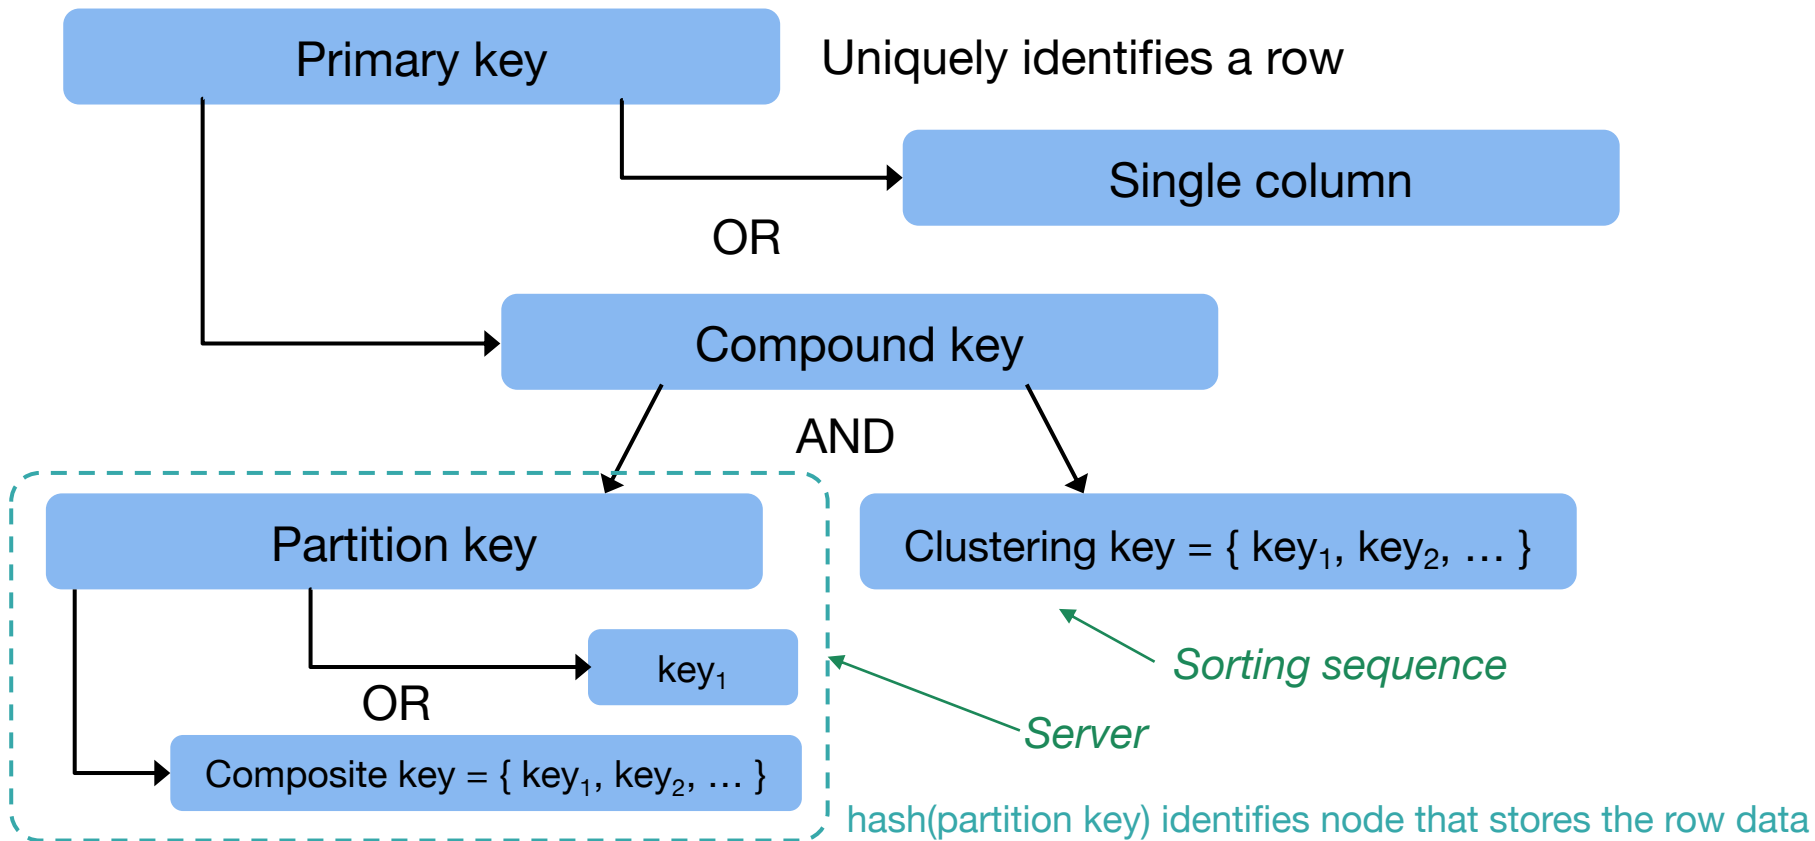 Primary key
Uniquely identifies a row
Single column
OR
Compound key
AND
Partition key
Clustering key = { key₁, key₂, … }
key₁
Sorting sequence
OR
Server
Composite key = { key₁, key₂, … }
hash(partition key) identifies node that stores the row data